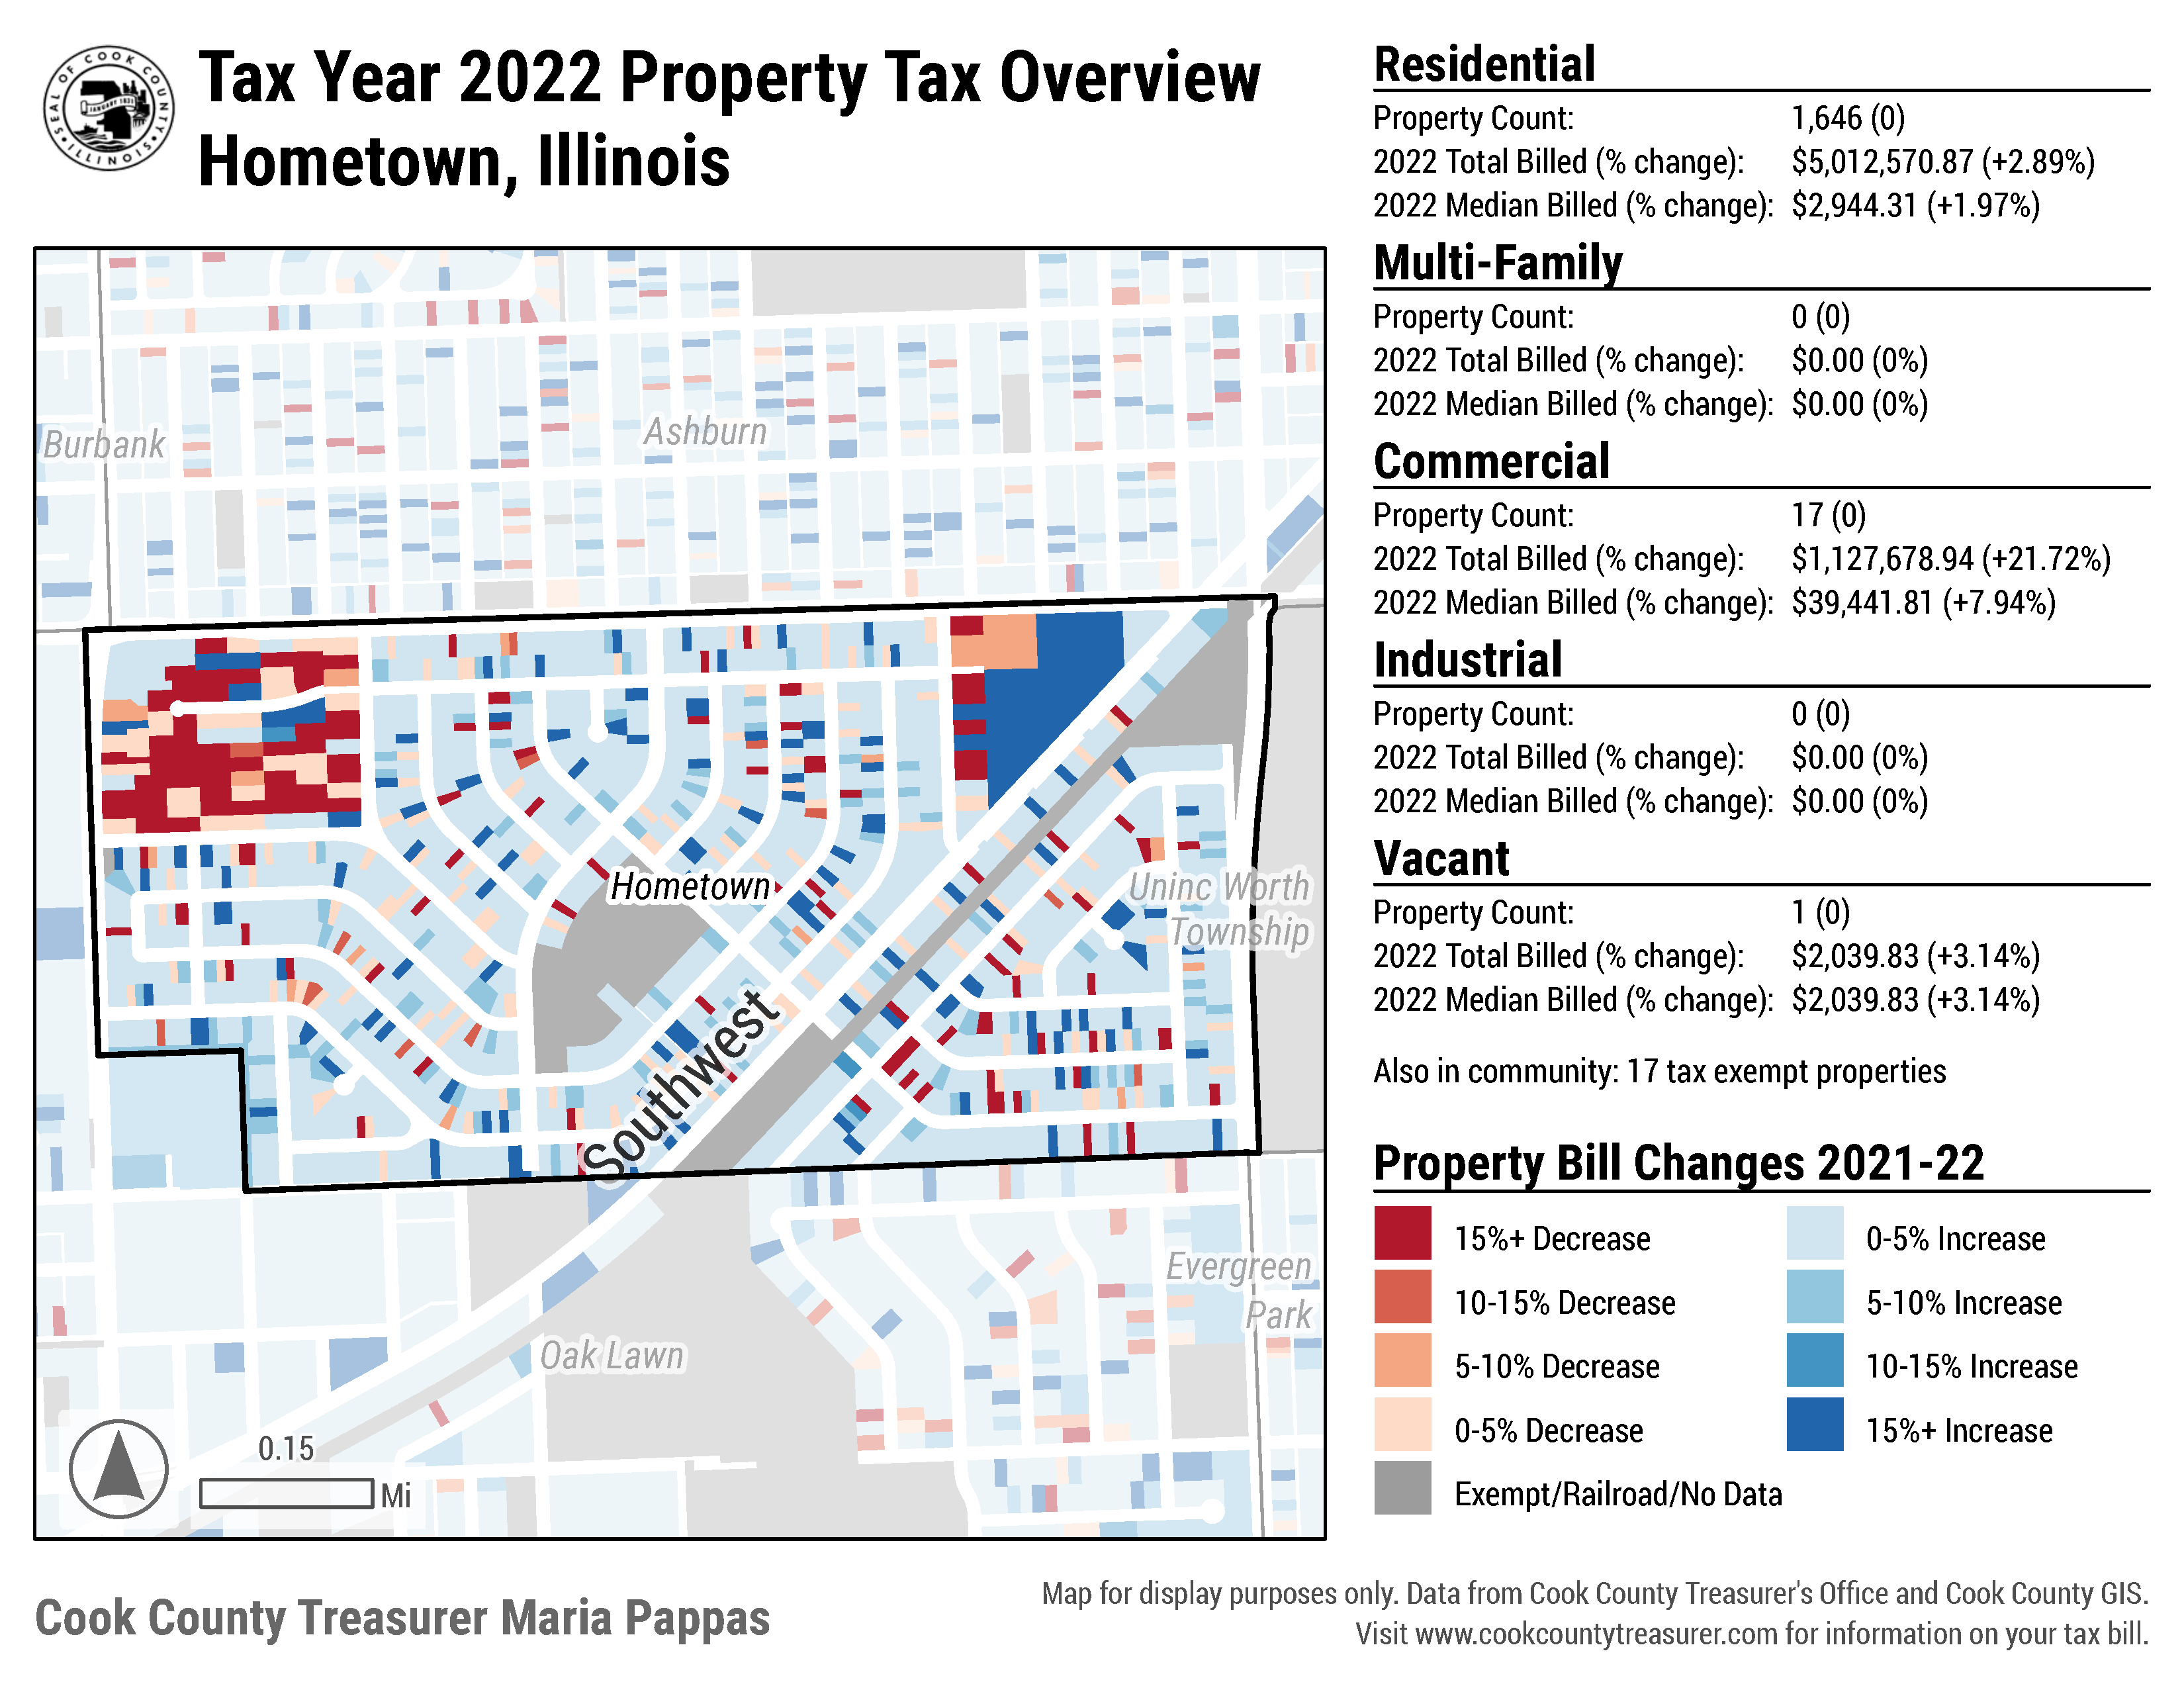 SEAL OF COOK COUNTY
JANUARY 1831
ILLINOIS
Tax Year 2022 Property Tax Overview
Hometown, Illinois
Burbank
Ashburn
Hometown
Uninc Worth
Township
Southwest
Evergreen
Park
Oak Lawn
0.15
Mi
Residential
Property Count: 1,646 (0)
2022 Total Billed (% change): $5,012,570.87 (+2.89%)
2022 Median Billed (% change): $2,944.31 (+1.97%)
Multi-Family
Property Count: 0 (0)
2022 Total Billed (% change): $0.00 (0%)
2022 Median Billed (% change): $0.00 (0%)
Commercial
Property Count: 17 (0)
2022 Total Billed (% change): $1,127,678.94 (+21.72%)
2022 Median Billed (% change): $39,441.81 (+7.94%)
Industrial
Property Count: 0 (0)
2022 Total Billed (% change): $0.00 (0%)
2022 Median Billed (% change): $0.00 (0%)
Vacant
Property Count: 1 (0)
2022 Total Billed (% change): $2,039.83 (+3.14%)
2022 Median Billed (% change): $2,039.83 (+3.14%)
Also in community: 17 tax exempt properties
Property Bill Changes 2021-22
15%+ Decrease
10-15% Decrease
5-10% Decrease
0-5% Decrease
Exempt/Railroad/No Data
0-5% Increase
5-10% Increase
10-15% Increase
15%+ Increase
Cook County Treasurer Maria Pappas
Map for display purposes only. Data from Cook County Treasurer's Office and Cook County GIS.
Visit www.cookcountytreasurer.com for information on your tax bill.